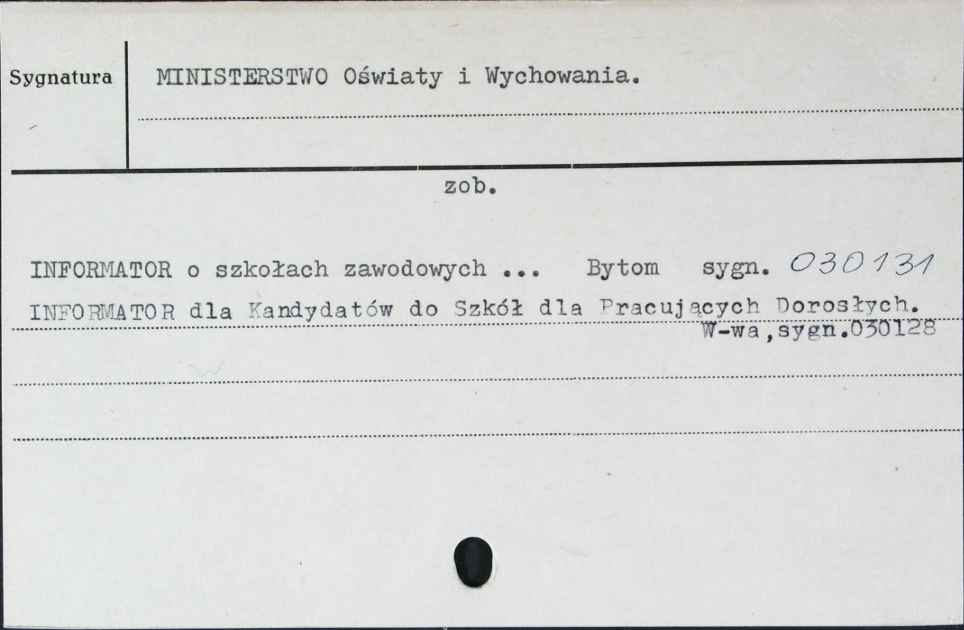 Sygnatura
MINISTERSTWO Oświaty i Wychowania.
zob.
INFORMATOR o szkołach zawodowych ... Bytom sygn. 030131
INFORMATOR dla Kandydatów do Szkół dla Pracujących Dorosłych.
W-wa,sygn.030128